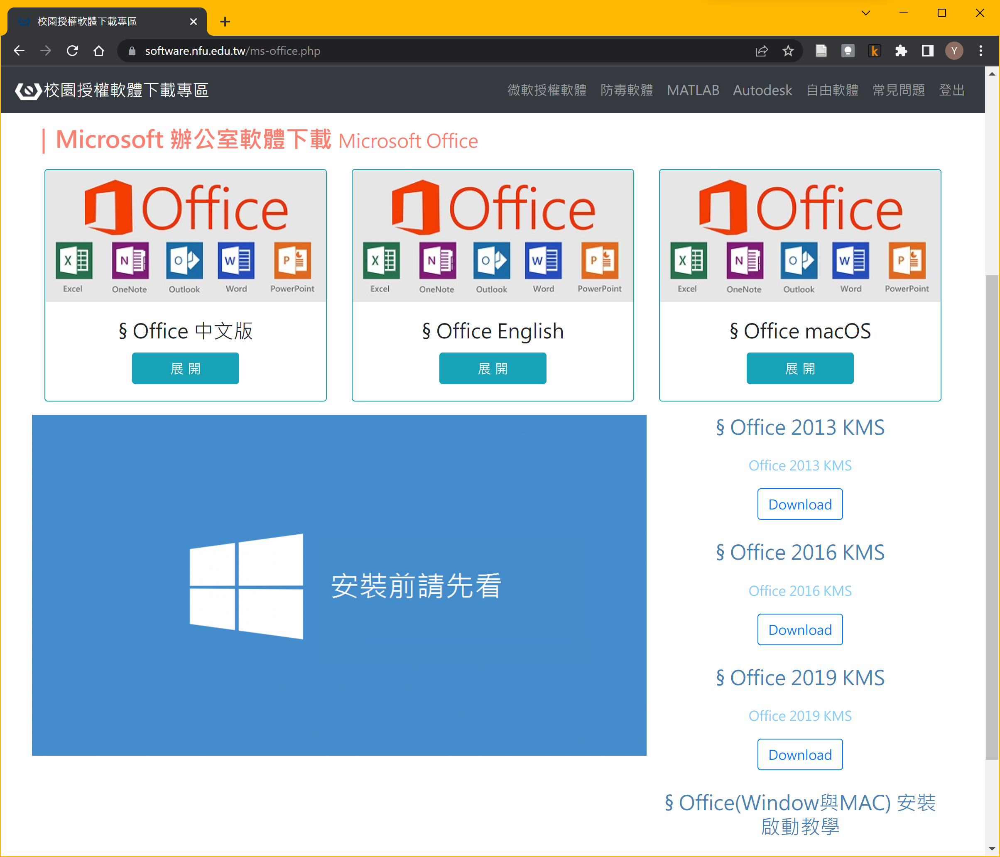 校園授權軟體下載專區
software.nfu.edu.tw/ms-office.php
k
Y
校園授權軟體下載專區 微軟授權軟體 防毒軟體 MATLAB Autodesk 自由軟體 常見問題 登出
Microsoft 辦公室軟體下載 Microsoft Office
Office
X N O W P
Excel OneNote Outlook Word PowerPoint
§ Office 中文版
展 開
Office
X N O W P
Excel OneNote Outlook Word PowerPoint
§ Office English
展 開
Office
X N O W P
Excel OneNote Outlook Word PowerPoint
§ Office macOS
展 開
安裝前請先看
§ Office 2013 KMS
Office 2013 KMS
Download
§ Office 2016 KMS
Office 2016 KMS
Download
§ Office 2019 KMS
Office 2019 KMS
Download
§ Office(Window與MAC) 安裝
啟動教學